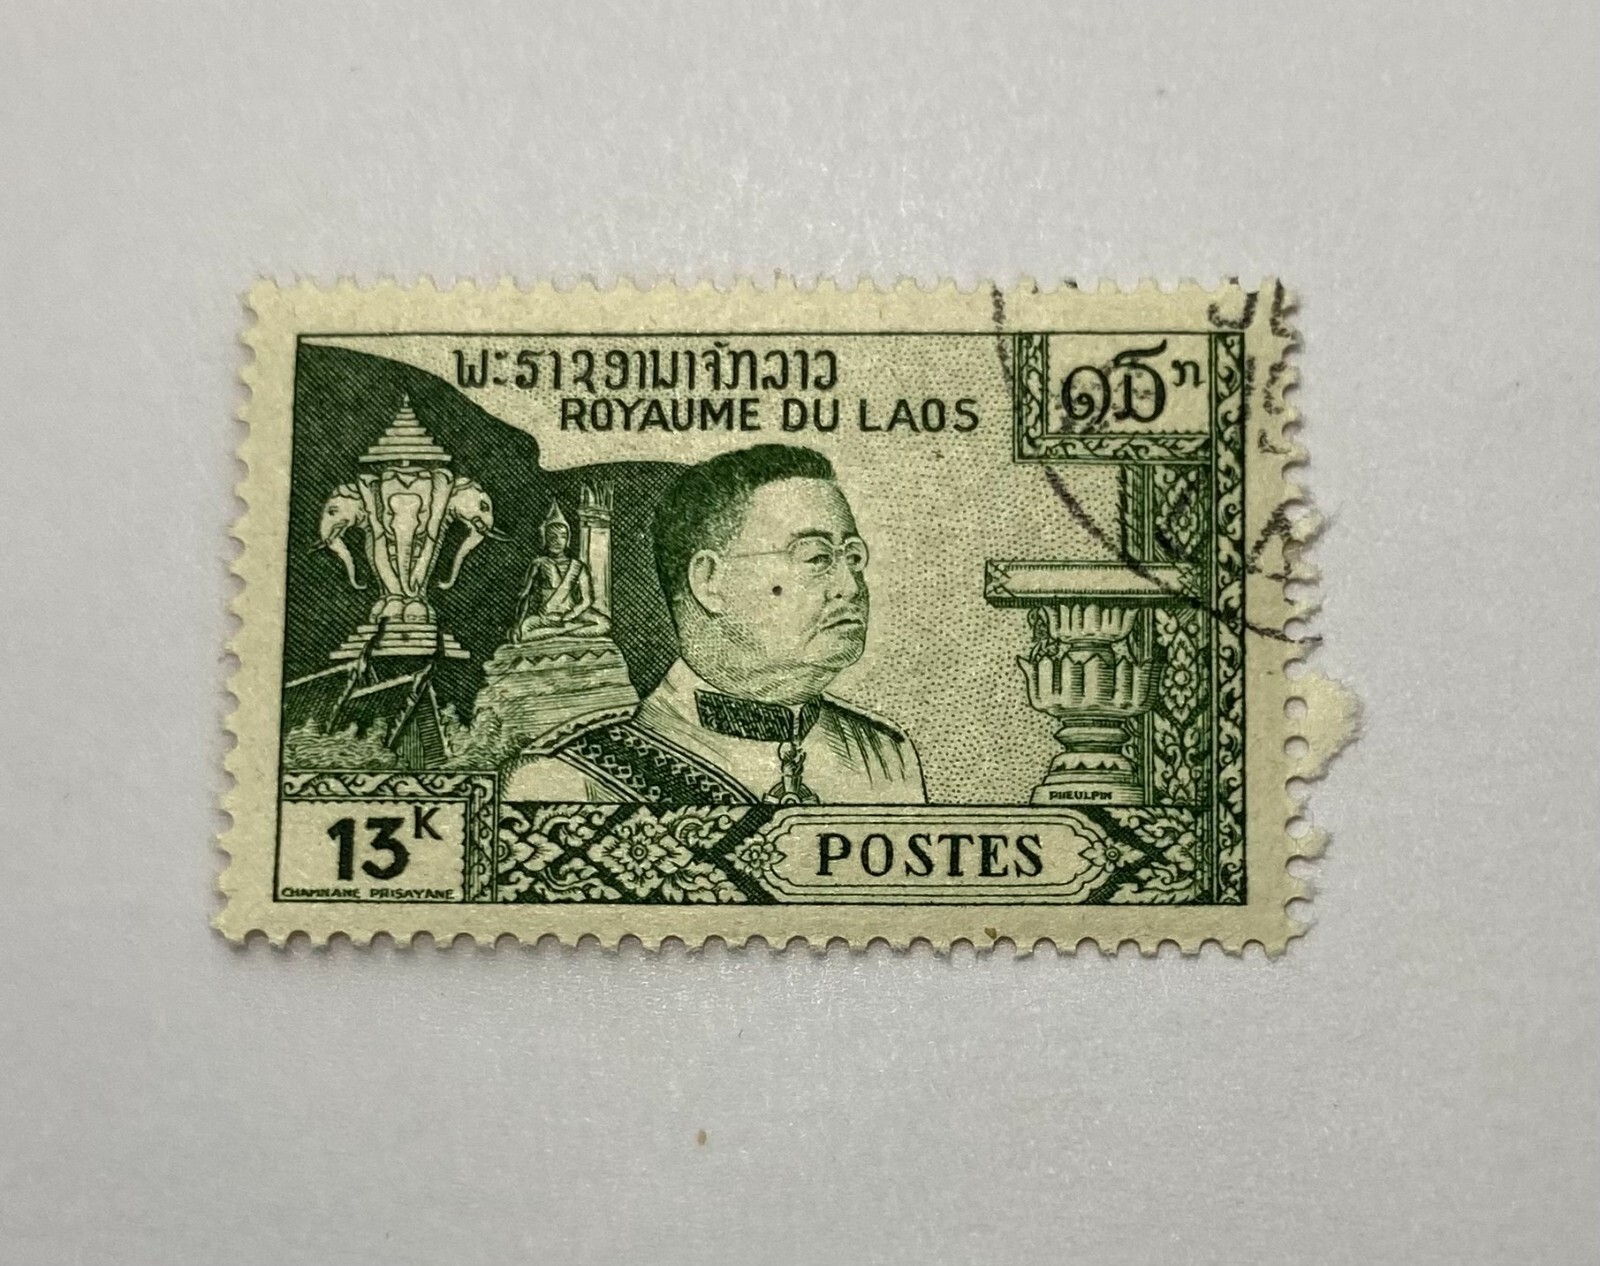 ພະຣາຊອານາຈັກລາວ
ROYAUME DU LAOS
໑໓ກ
13K
CHAMNANE PRISAYANE
POSTES
PHEULPIN